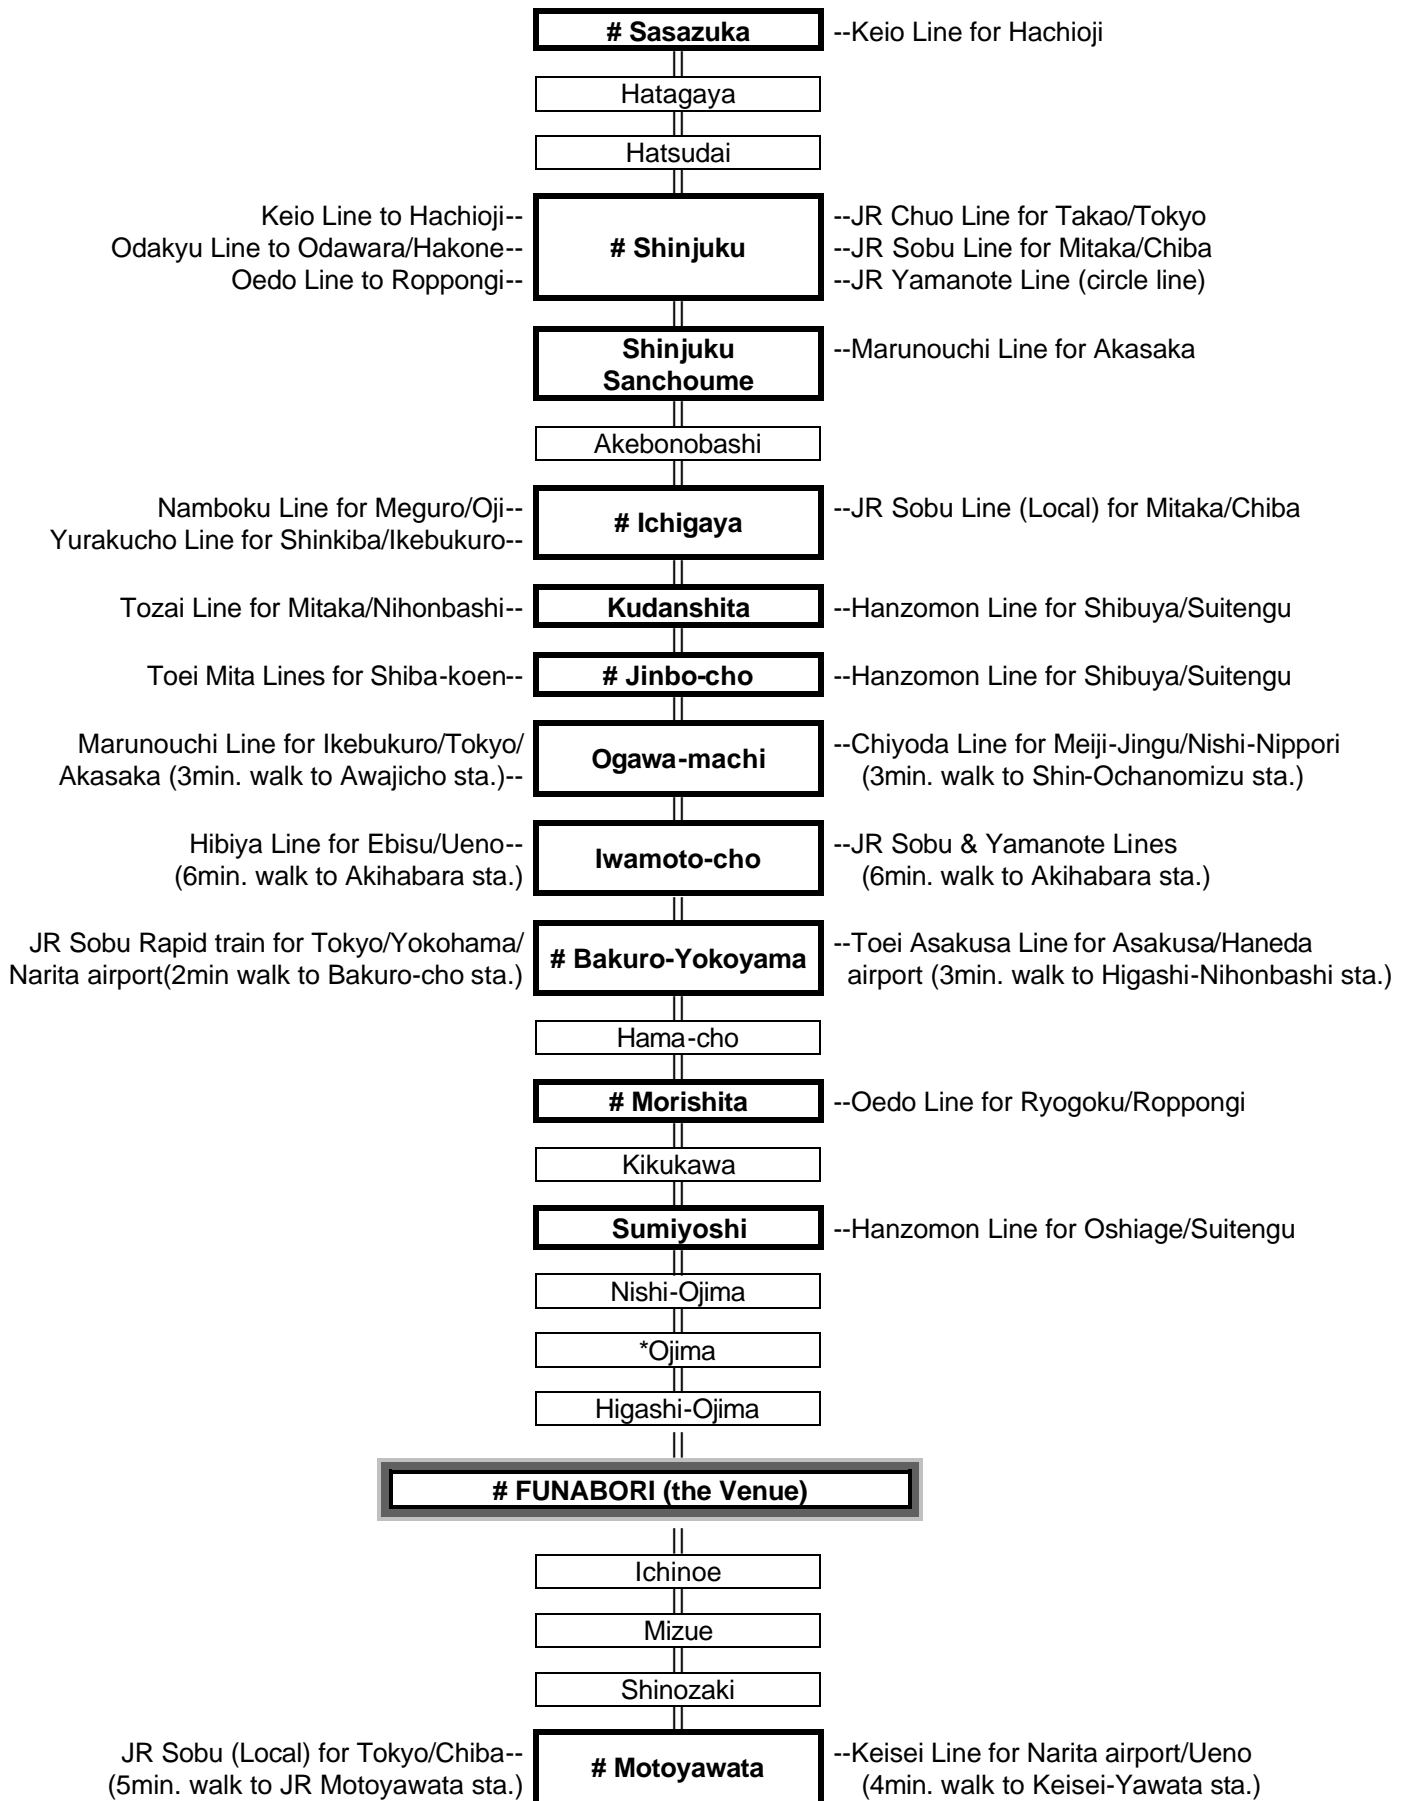 # Sasazuka --Keio Line for Hachioji
Hatagaya
Hatsudai
Keio Line to Hachioji-- --JR Chuo Line for Takao/Tokyo
Odakyu Line to Odawara/Hakone-- # Shinjuku --JR Sobu Line for Mitaka/Chiba
Oedo Line to Roppongi-- --JR Yamanote Line (circle line)
Shinjuku --Marunouchi Line for Akasaka
Sanchoume
Akebonobashi
Namboku Line for Meguro/Oji-- --JR Sobu Line (Local) for Mitaka/Chiba
# Ichigaya
Yurakucho Line for Shinkiba/Ikebukuro--
Tozai Line for Mitaka/Nihonbashi-- Kudanshita --Hanzomon Line for Shibuya/Suitengu
Toei Mita Lines for Shiba-koen-- # Jinbo-cho --Hanzomon Line for Shibuya/Suitengu
Marunouchi Line for Ikebukuro/Tokyo/ --Chiyoda Line for Meiji-Jingu/Nishi-Nippori
Ogawa-machi
Akasaka (3min. walk to Awajicho sta.)-- (3min. walk to Shin-Ochanomizu sta.)
Hibiya Line for Ebisu/Ueno-- --JR Sobu & Yamanote Lines
Iwamoto-cho
(6min. walk to Akihabara sta.) (6min. walk to Akihabara sta.)
JR Sobu Rapid train for Tokyo/Yokohama/ --Toei Asakusa Line for Asakusa/Haneda
# Bakuro-Yokoyama
Narita airport(2min walk to Bakuro-cho sta.) airport (3min. walk to Higashi-Nihonbashi sta.)
Hama-cho
# Morishita --Oedo Line for Ryogoku/Roppongi
Kikukawa
Sumiyoshi --Hanzomon Line for Oshiage/Suitengu
Nishi-Ojima
*Ojima
Higashi-Ojima
# FUNABORI (the Venue)
Ichinoe
Mizue
Shinozaki
JR Sobu (Local) for Tokyo/Chiba-- --Keisei Line for Narita airport/Ueno
# Motoyawata
(5min. walk to JR Motoyawata sta.) (4min. walk to Keisei-Yawata sta.)